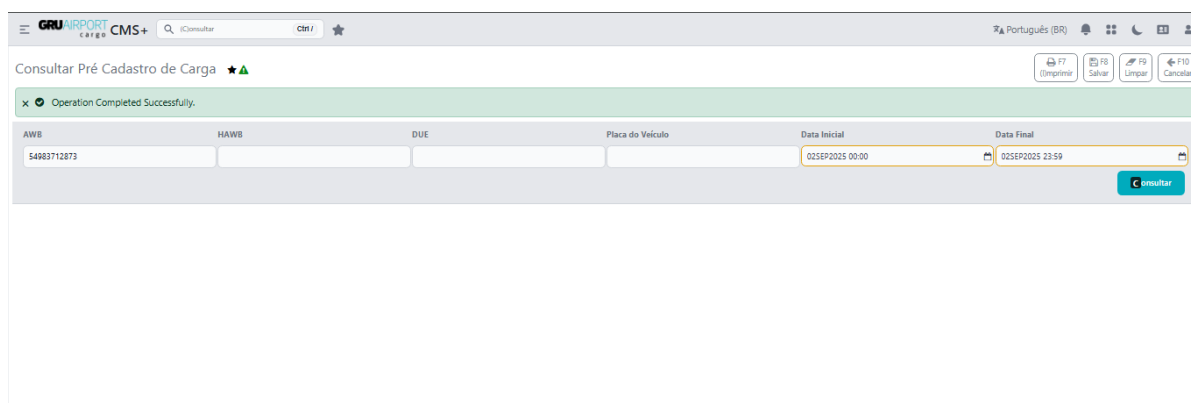 GRUAIRPORT cargo CMS+ (C)onsultar Ctrl / Português (BR)
Consultar Pré Cadastro de Carga F7 (I)mprimir F8 Salvar F9 Limpar F10 Cancelar
x Operation Completed Successfully.
AWB HAWB DUE Placa do Veículo Data Inicial Data Final
54983712873 02SEP2025 00:00 02SEP2025 23:59
Consultar